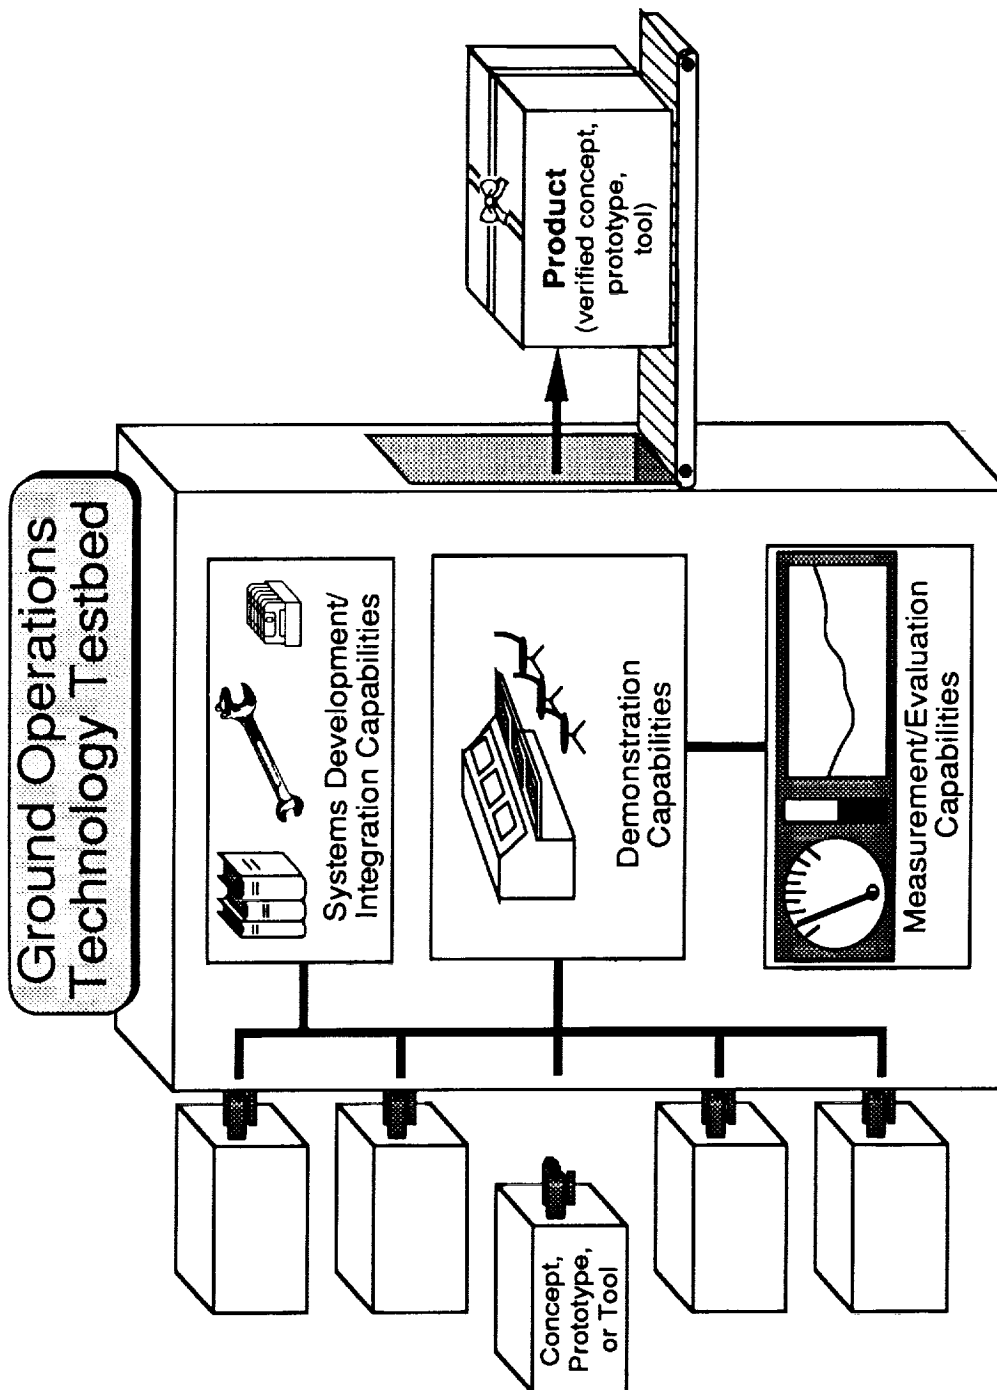 Ground Operations
Technology Testbed
Systems Development/
Integration Capabilities
Demonstration
Capabilities
Measurement/Evaluation
Capabilities
Concept,
Prototype,
or Tool
Product
(verified concept,
prototype,
tool)